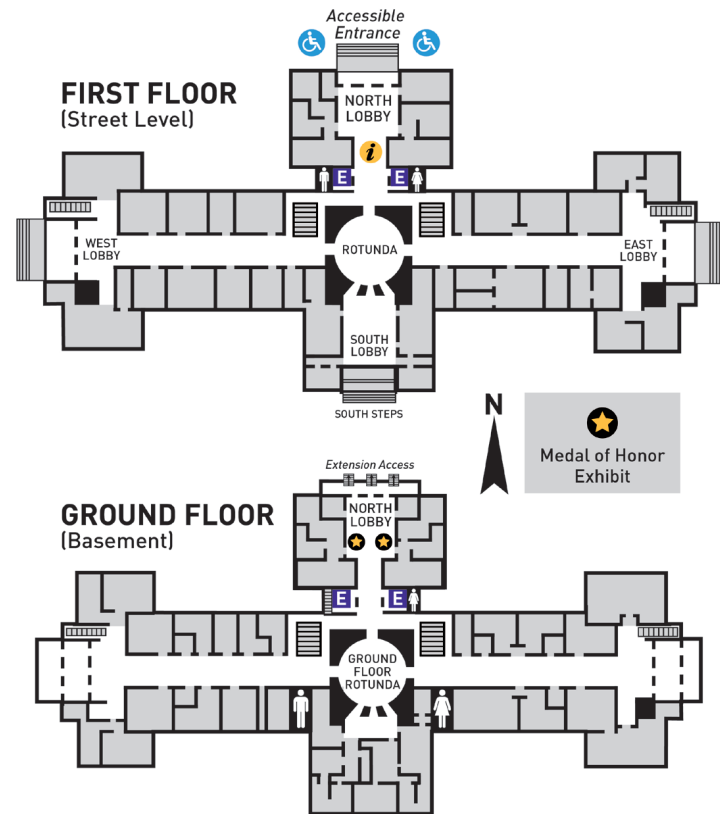 Accessible
Entrance
FIRST FLOOR
(Street Level)
NORTH
LOBBY
i
E
E
WEST
LOBBY
ROTUNDA
EAST
LOBBY
SOUTH
LOBBY
SOUTH STEPS
N
Medal of Honor
Exhibit
Extension Access
GROUND FLOOR
(Basement)
NORTH
LOBBY
E
E
GROUND
FLOOR
ROTUNDA